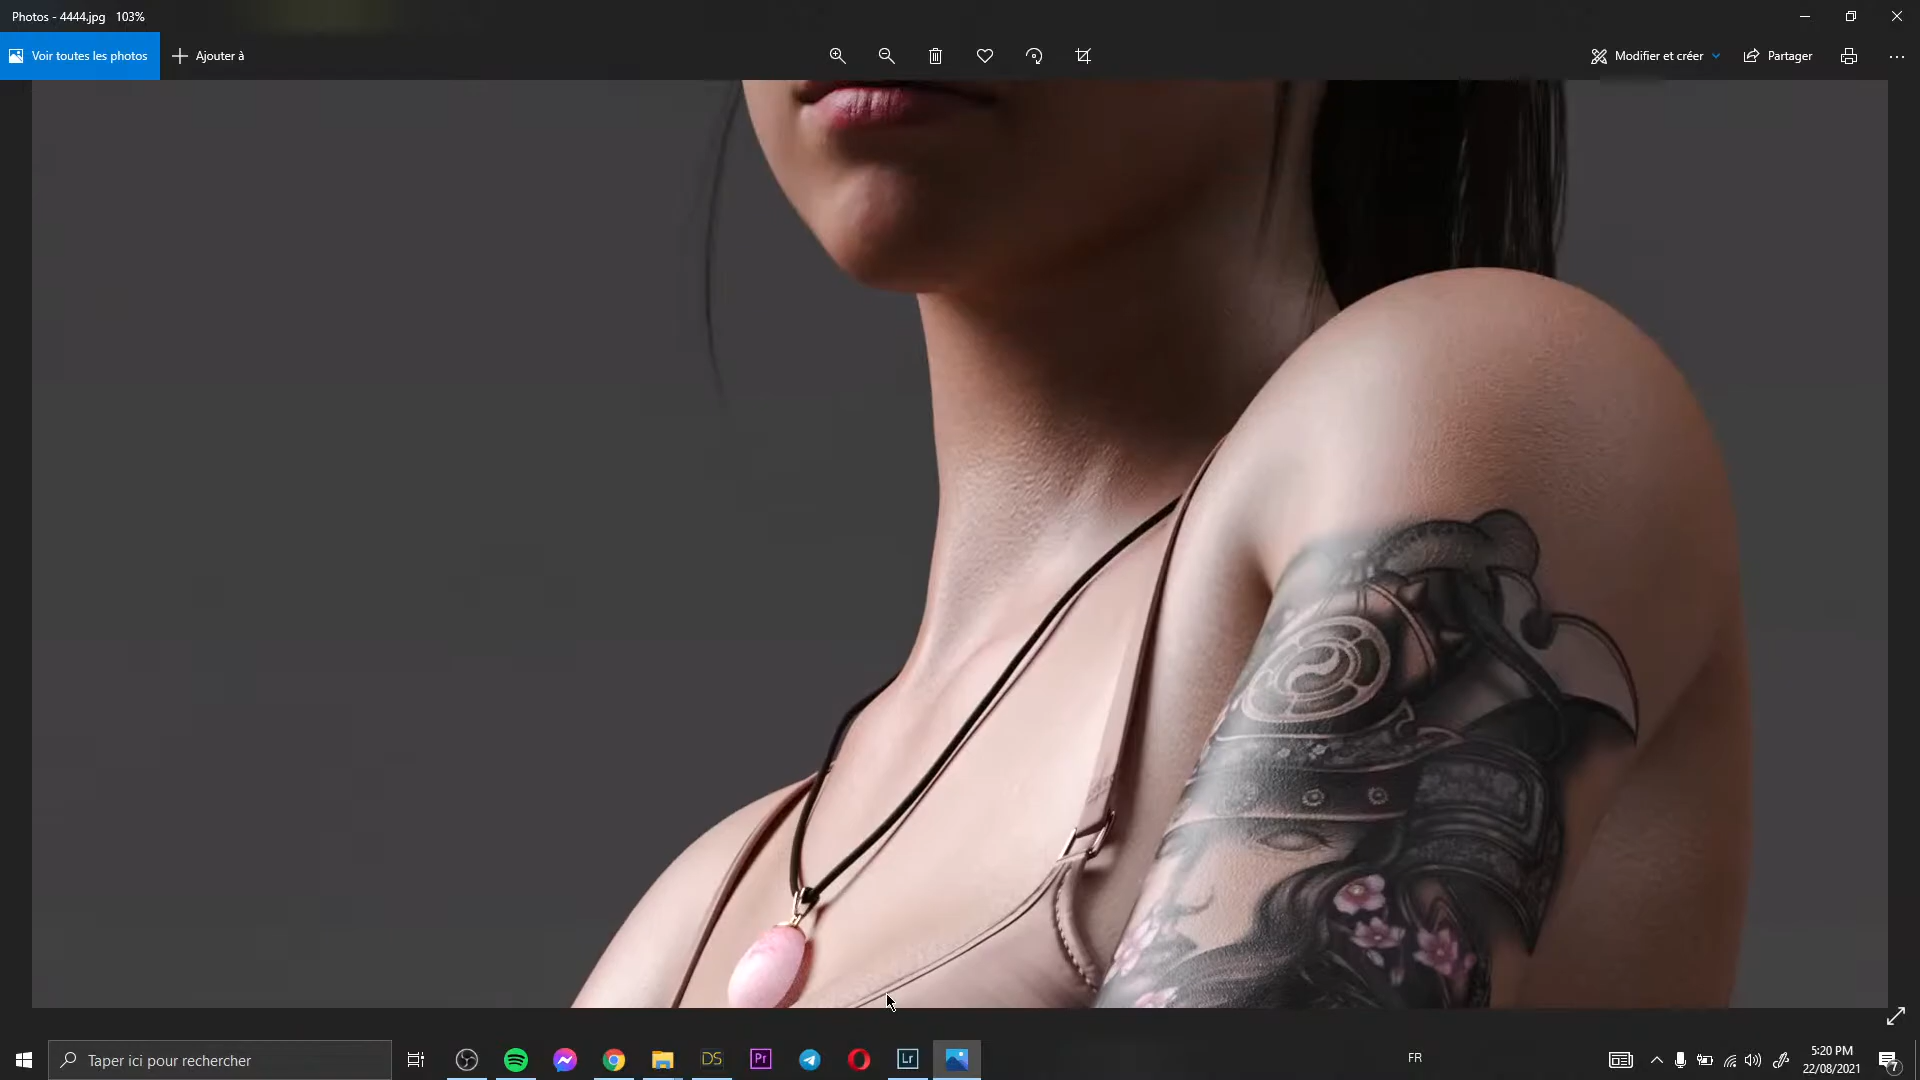 Photos - 4444.jpg 103%
Voir toutes les photos
Ajouter à
Modifier et créer
Partager
Taper ici pour rechercher
DS
Pr
Lr
FR
5:20 PM
22/08/2021
7